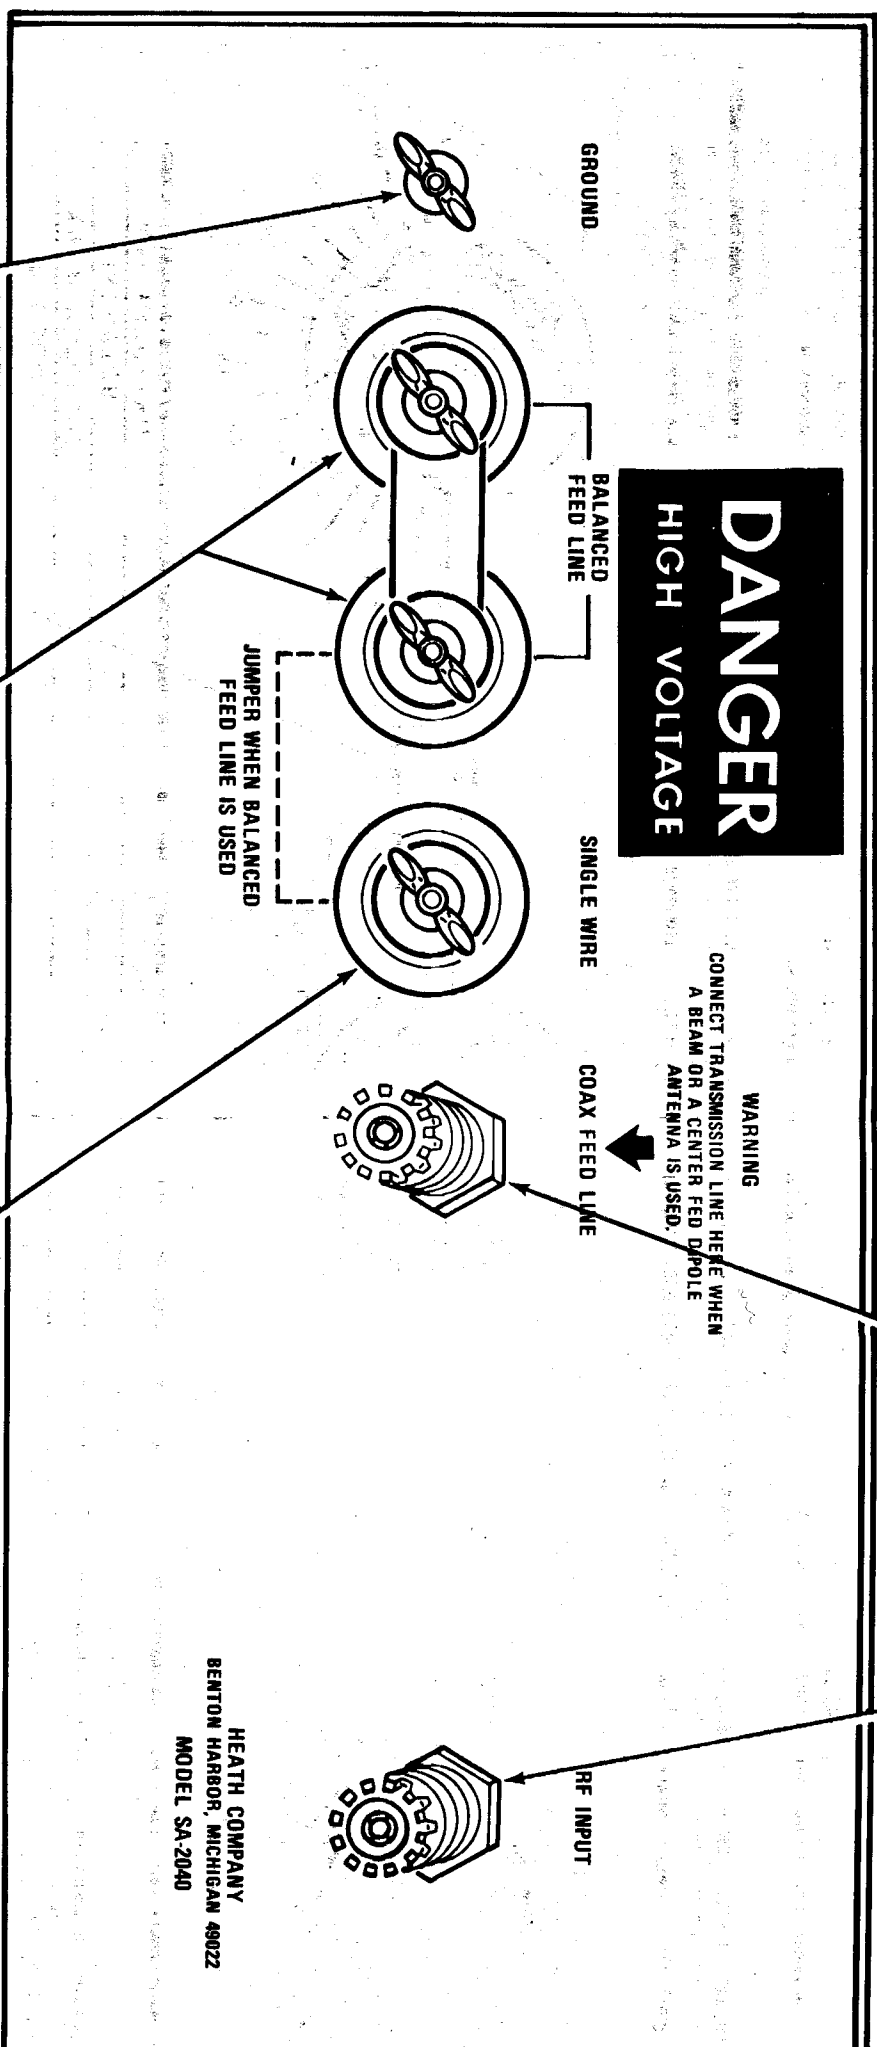 GROUND
BALANCED
FEED LINE
DANGER
HIGH VOLTAGE
JUMPER WHEN BALANCED
FEED LINE IS USED
SINGLE WIRE
WARNING
CONNECT TRANSMISSION LINE HERE WHEN
A BEAM OR A CENTER FED DIPOLE
ANTENNA IS USED.
COAX FEED LINE
RF INPUT
HEATH COMPANY
BENTON HARBOR, MICHIGAN 49022
MODEL SA-2040